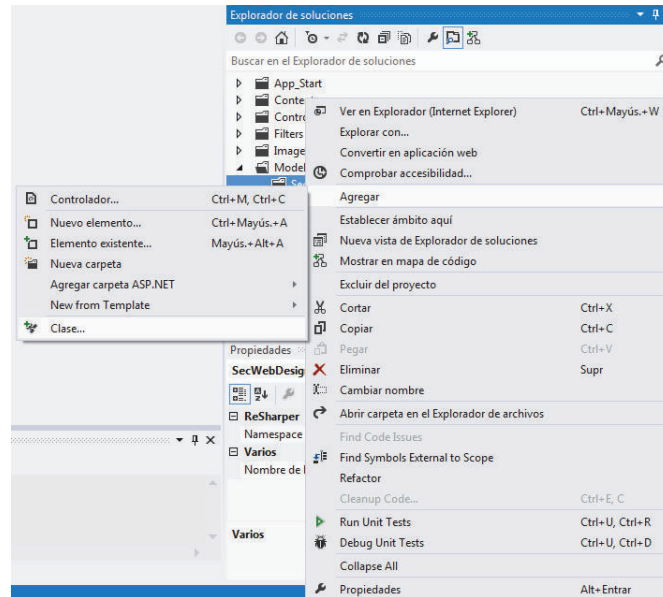 Explorador de soluciones
Buscar en el Explorador de soluciones
App_Start
Conte
Contro
Filters
Image
Model
Ver en Explorador (Internet Explorer) Ctrl+Mayús.+W
Explorar con...
Convertir en aplicación web
Comprobar accesibilidad...
Agregar
Establecer ámbito aquí
Nueva vista de Explorador de soluciones
Mostrar en mapa de código
Excluir del proyecto
Cortar Ctrl+X
Copiar Ctrl+C
Pegar Ctrl+V
Eliminar Supr
Cambiar nombre
Abrir carpeta en el Explorador de archivos
Find Code Issues
Find Symbols External to Scope
Refactor
Cleanup Code... Ctrl+E, C
Run Unit Tests Ctrl+U, Ctrl+R
Debug Unit Tests Ctrl+U, Ctrl+D
Collapse All
Propiedades Alt+Entrar
Controlador... Ctrl+M, Ctrl+C
Nuevo elemento... Ctrl+Mayús.+A
Elemento existente... Mayús.+Alt+A
Nueva carpeta
Agregar carpeta ASP.NET
New from Template
Clase...
Propiedades
SecWebDesig
ReSharper
Namespace
Varios
Nombre de
Varios